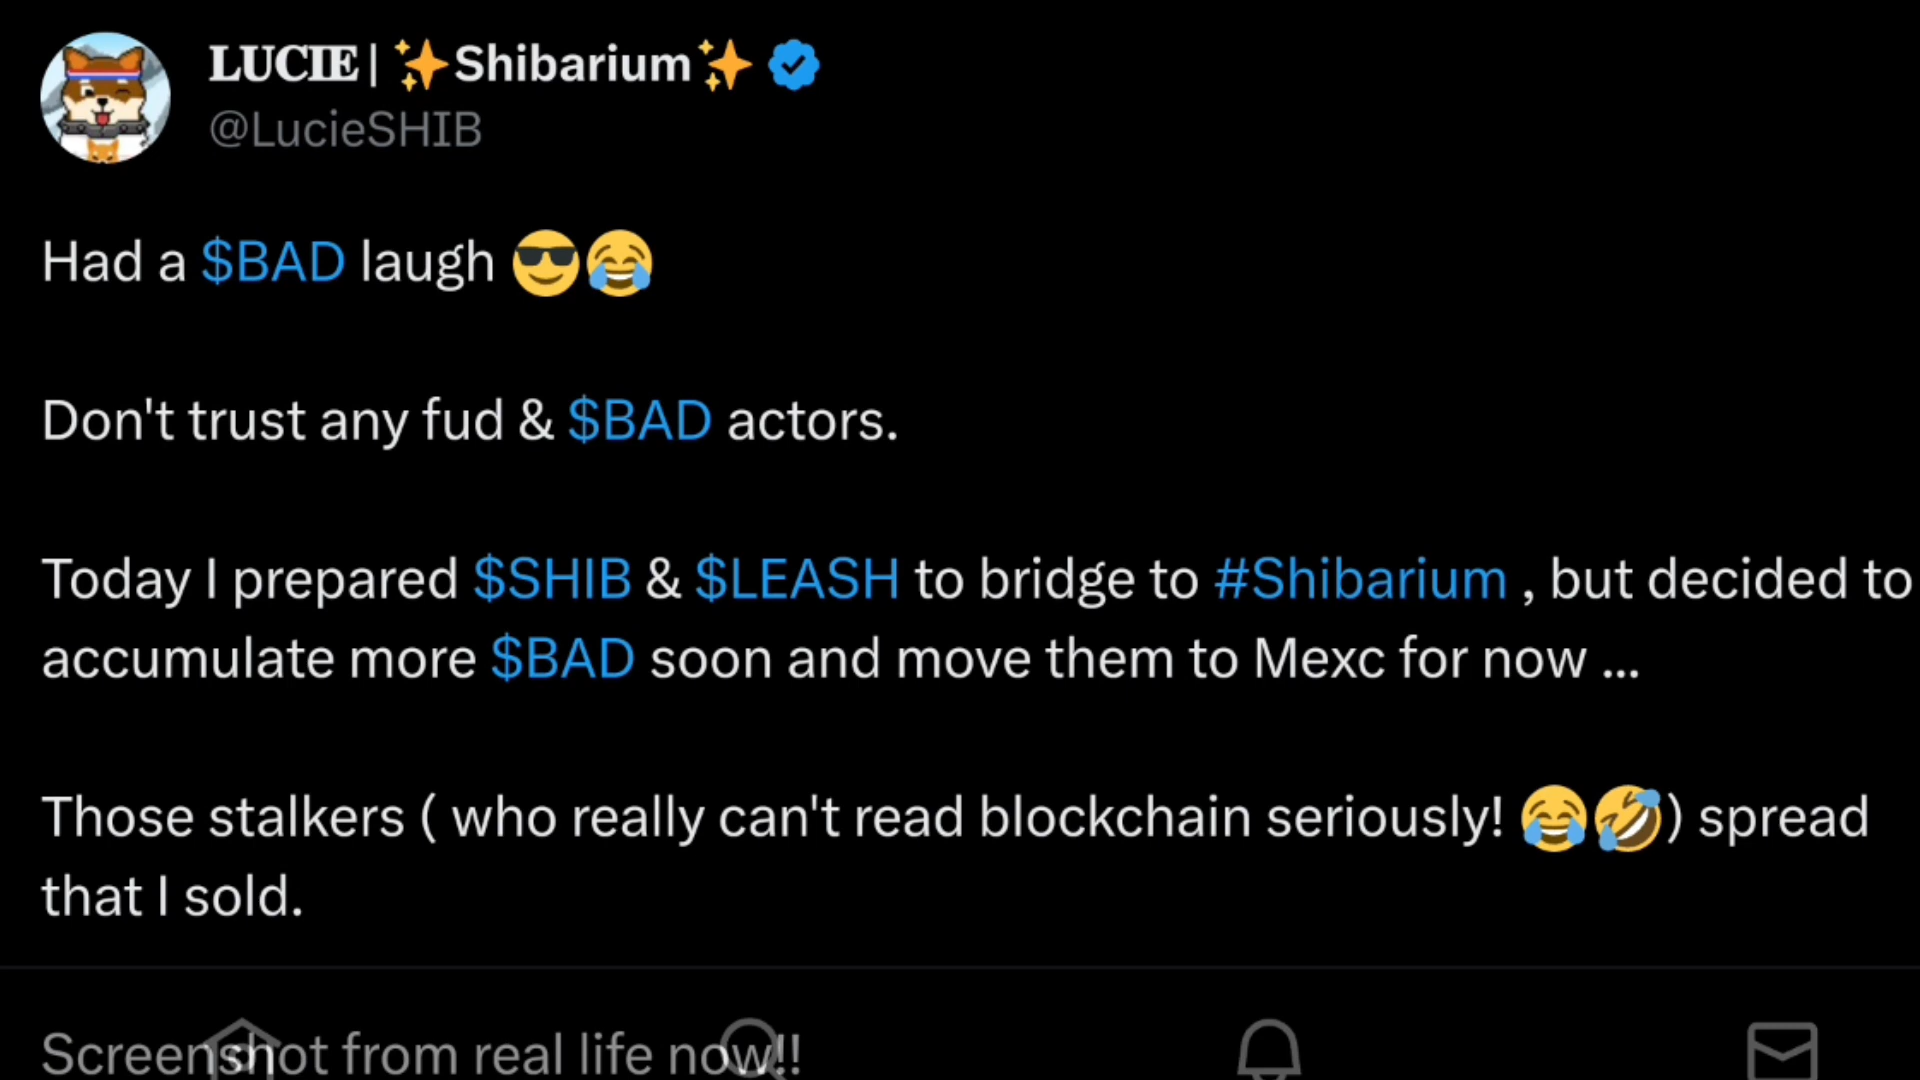 LUCIE| ✨Shibarium✨
@LucieSHIB
Had a $BAD laugh 😎😂
Don't trust any fud & $BAD actors.
Today I prepared $SHIB & $LEASH to bridge to #Shibarium , but decided to
accumulate more $BAD soon and move them to Mexc for now ...
Those stalkers ( who really can't read blockchain seriously! 😂🤣) spread
that I sold.
Screenshot from real life now!!